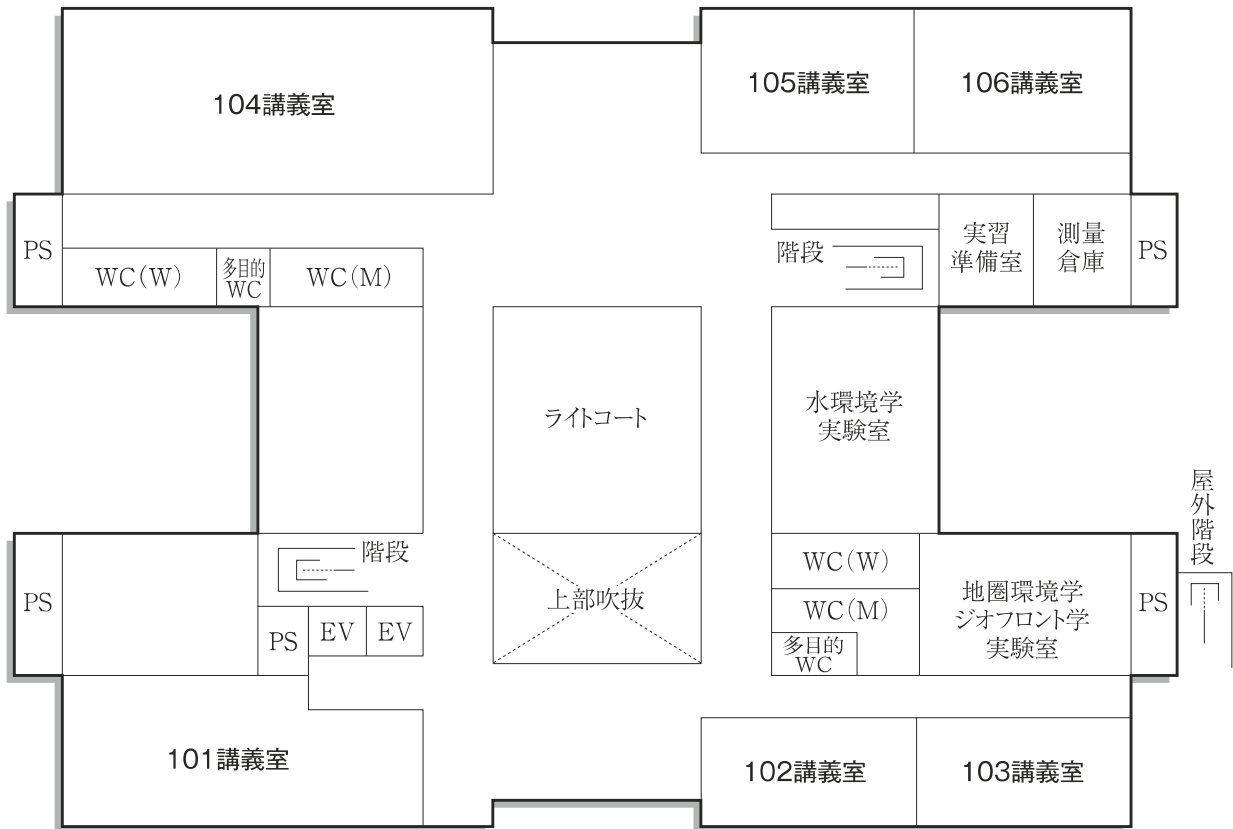 104講義室
105講義室
106講義室
PS
WC(W)
多目的
WC
WC(M)
階段
実習
準備室
測量
倉庫
PS
ライトコート
水環境学
実験室
屋外階段
PS
階段
PS
EV
EV
上部吹抜
WC(W)
WC(M)
多目的
WC
地圏環境学
ジオフロント学
実験室
PS
101講義室
102講義室
103講義室